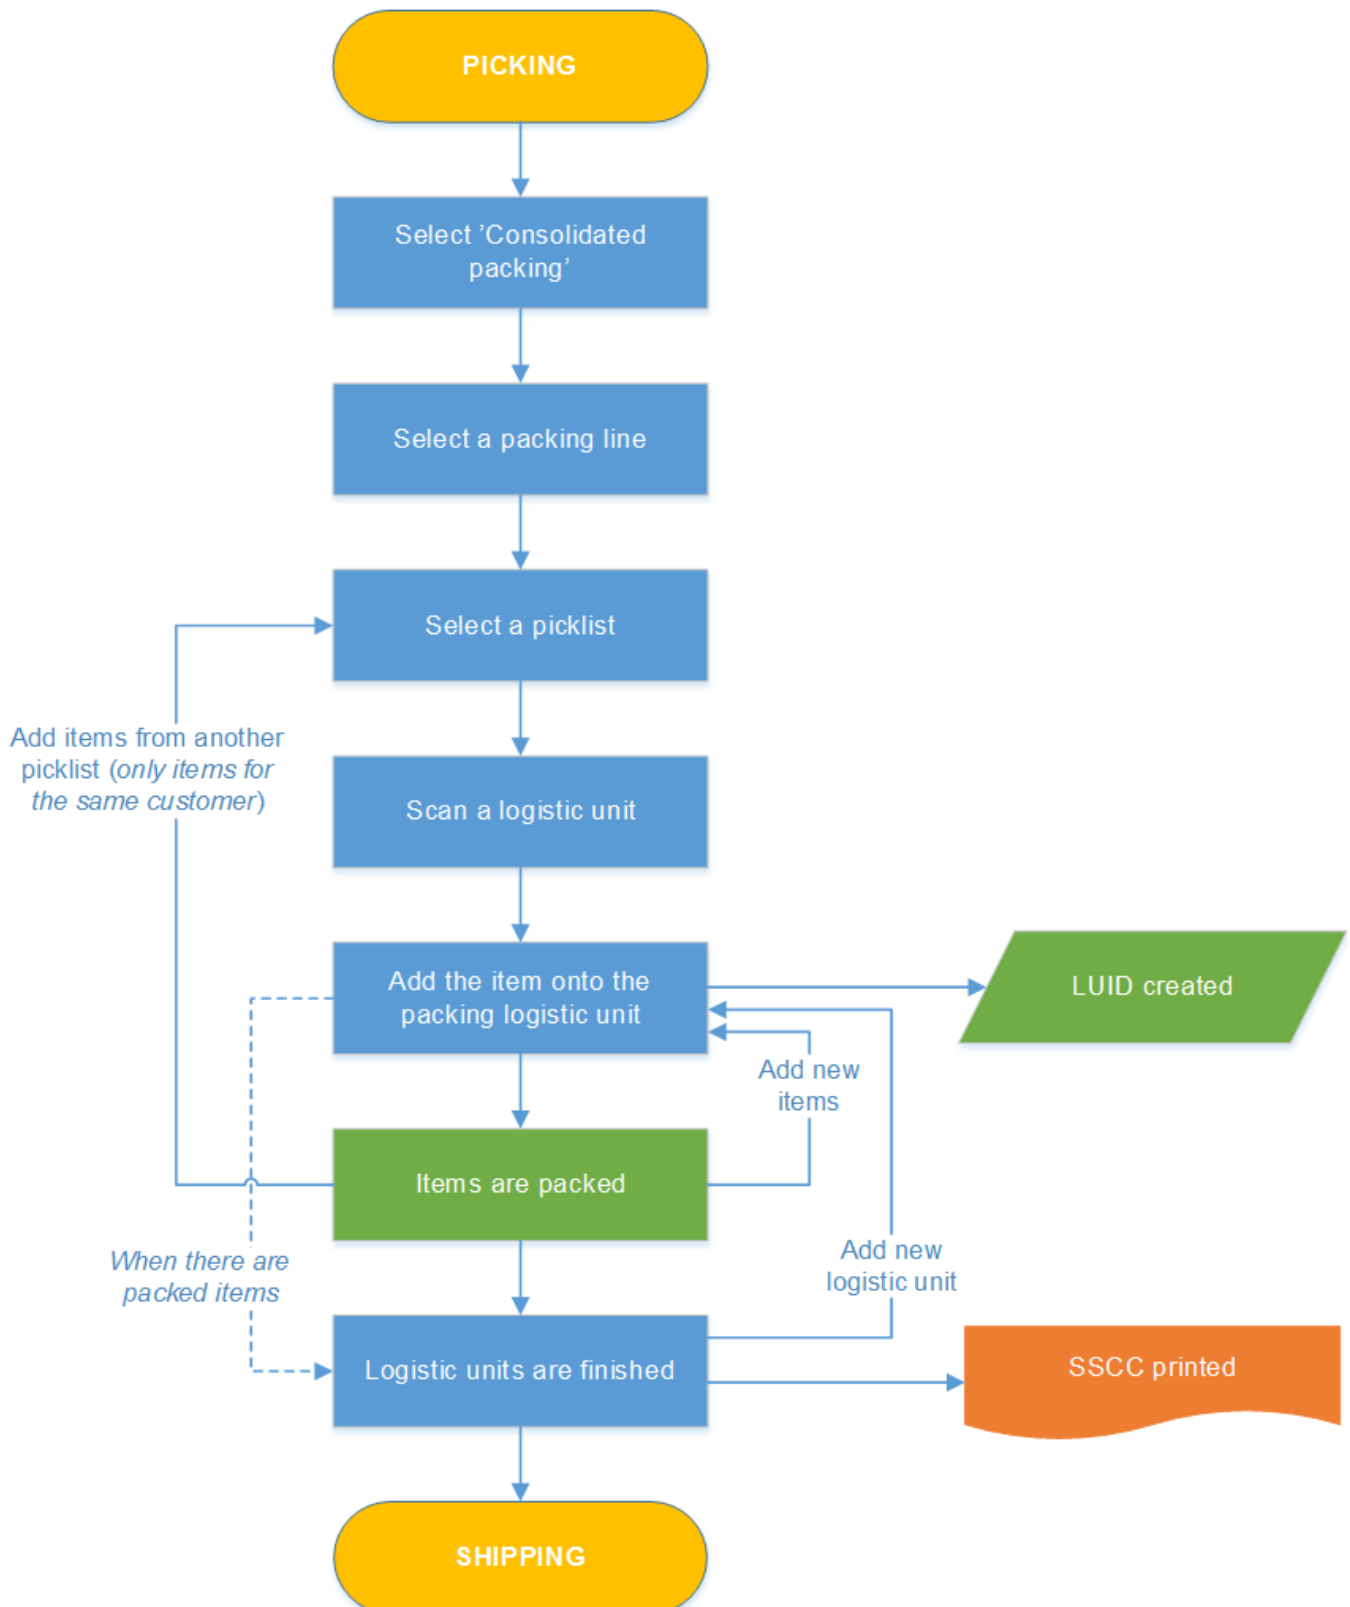 PICKING
Select ’Consolidated
packing’
Select a packing line
Select a picklist
Add items from another
picklist (only items for
the same customer)
Scan a logistic unit
Add the item onto the
packing logistic unit
LUID created
Add new
items
Items are packed
When there are
packed items
Add new
logistic unit
Logistic units are finished
SSCC printed
SHIPPING